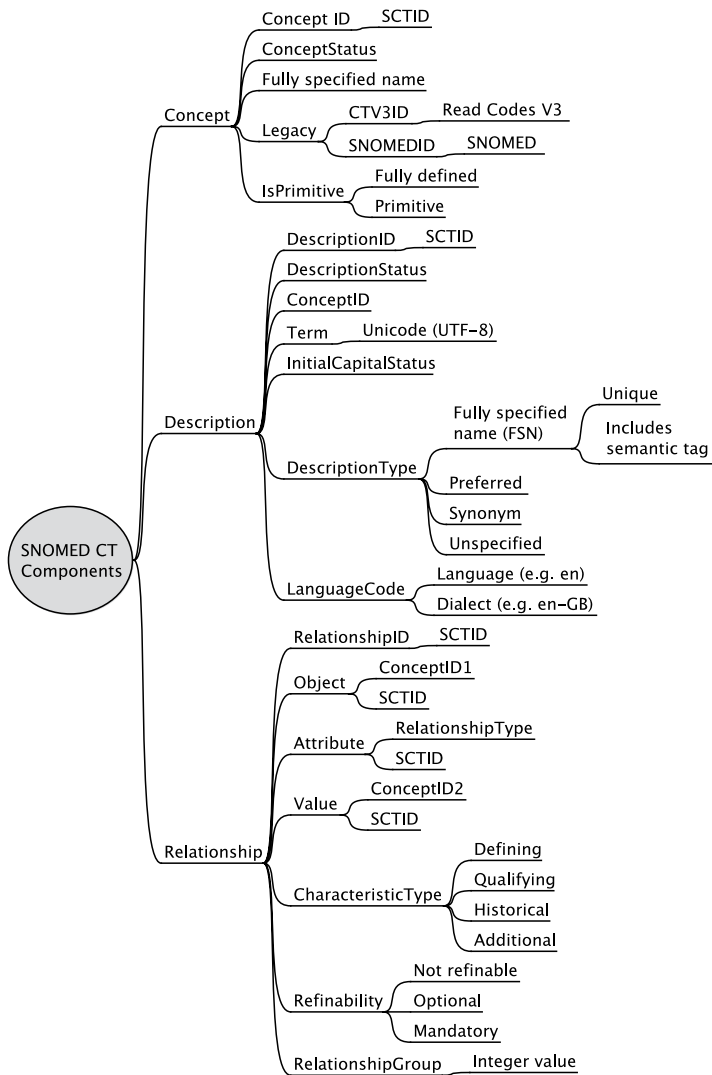 SNOMED CT
Components
Concept
Concept ID
SCTID
ConceptStatus
Fully specified name
Legacy
CTV3ID
Read Codes V3
SNOMEDID
SNOMED
IsPrimitive
Fully defined
Primitive
Description
DescriptionID
SCTID
DescriptionStatus
ConceptID
Term
Unicode (UTF-8)
InitialCapitalStatus
DescriptionType
Fully specified
name (FSN)
Unique
Includes
semantic tag
Preferred
Synonym
Unspecified
LanguageCode
Language (e.g. en)
Dialect (e.g. en-GB)
Relationship
RelationshipID
SCTID
Object
ConceptID1
SCTID
Attribute
RelationshipType
SCTID
Value
ConceptID2
SCTID
CharacteristicType
Defining
Qualifying
Historical
Additional
Refinability
Not refinable
Optional
Mandatory
RelationshipGroup
Integer value